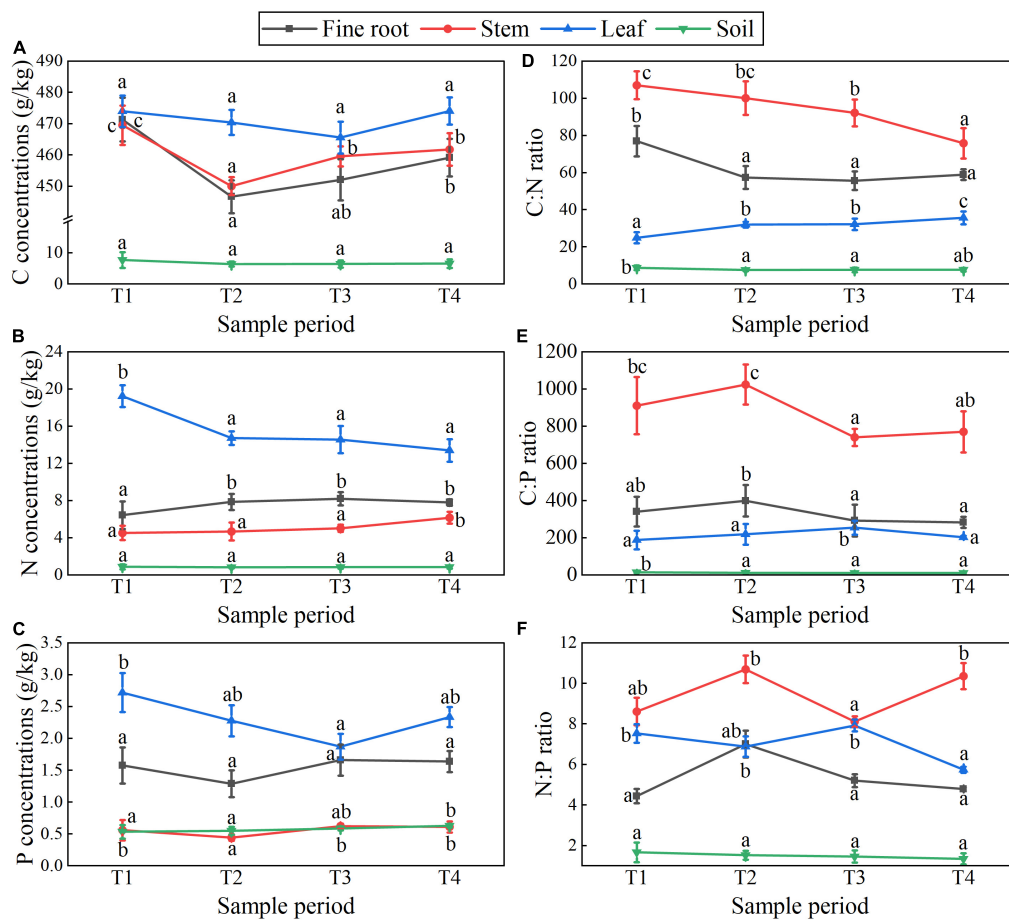 Fine root Stem Leaf Soil
A
C concentrations (g/kg)
490
480
470
460
450
10
0
a a a a
c c a b b
a ab b
a a a a
T1 T2 T3 T4
Sample period
D
C:N ratio
120
100
80
60
40
20
0
c bc b a
b a a a
a b b c
b a a ab
T1 T2 T3 T4
Sample period
B
N concentrations (g/kg)
24
20
16
12
8
4
0
b a a a
a b b b
a a a b
a a a a
T1 T2 T3 T4
Sample period
E
C:P ratio
1200
1000
800
600
400
200
0
bc c a ab
ab b a a
a a b a
b a a a
T1 T2 T3 T4
Sample period
C
P concentrations (g/kg)
3.5
3.0
2.5
2.0
1.5
1.0
0.5
0.0
b ab a ab
a a a a
a a ab b
b a b b
T1 T2 T3 T4
Sample period
F
N:P ratio
12
10
8
6
4
2
ab b a b
b ab b a
a b a a
a a a a
T1 T2 T3 T4
Sample period